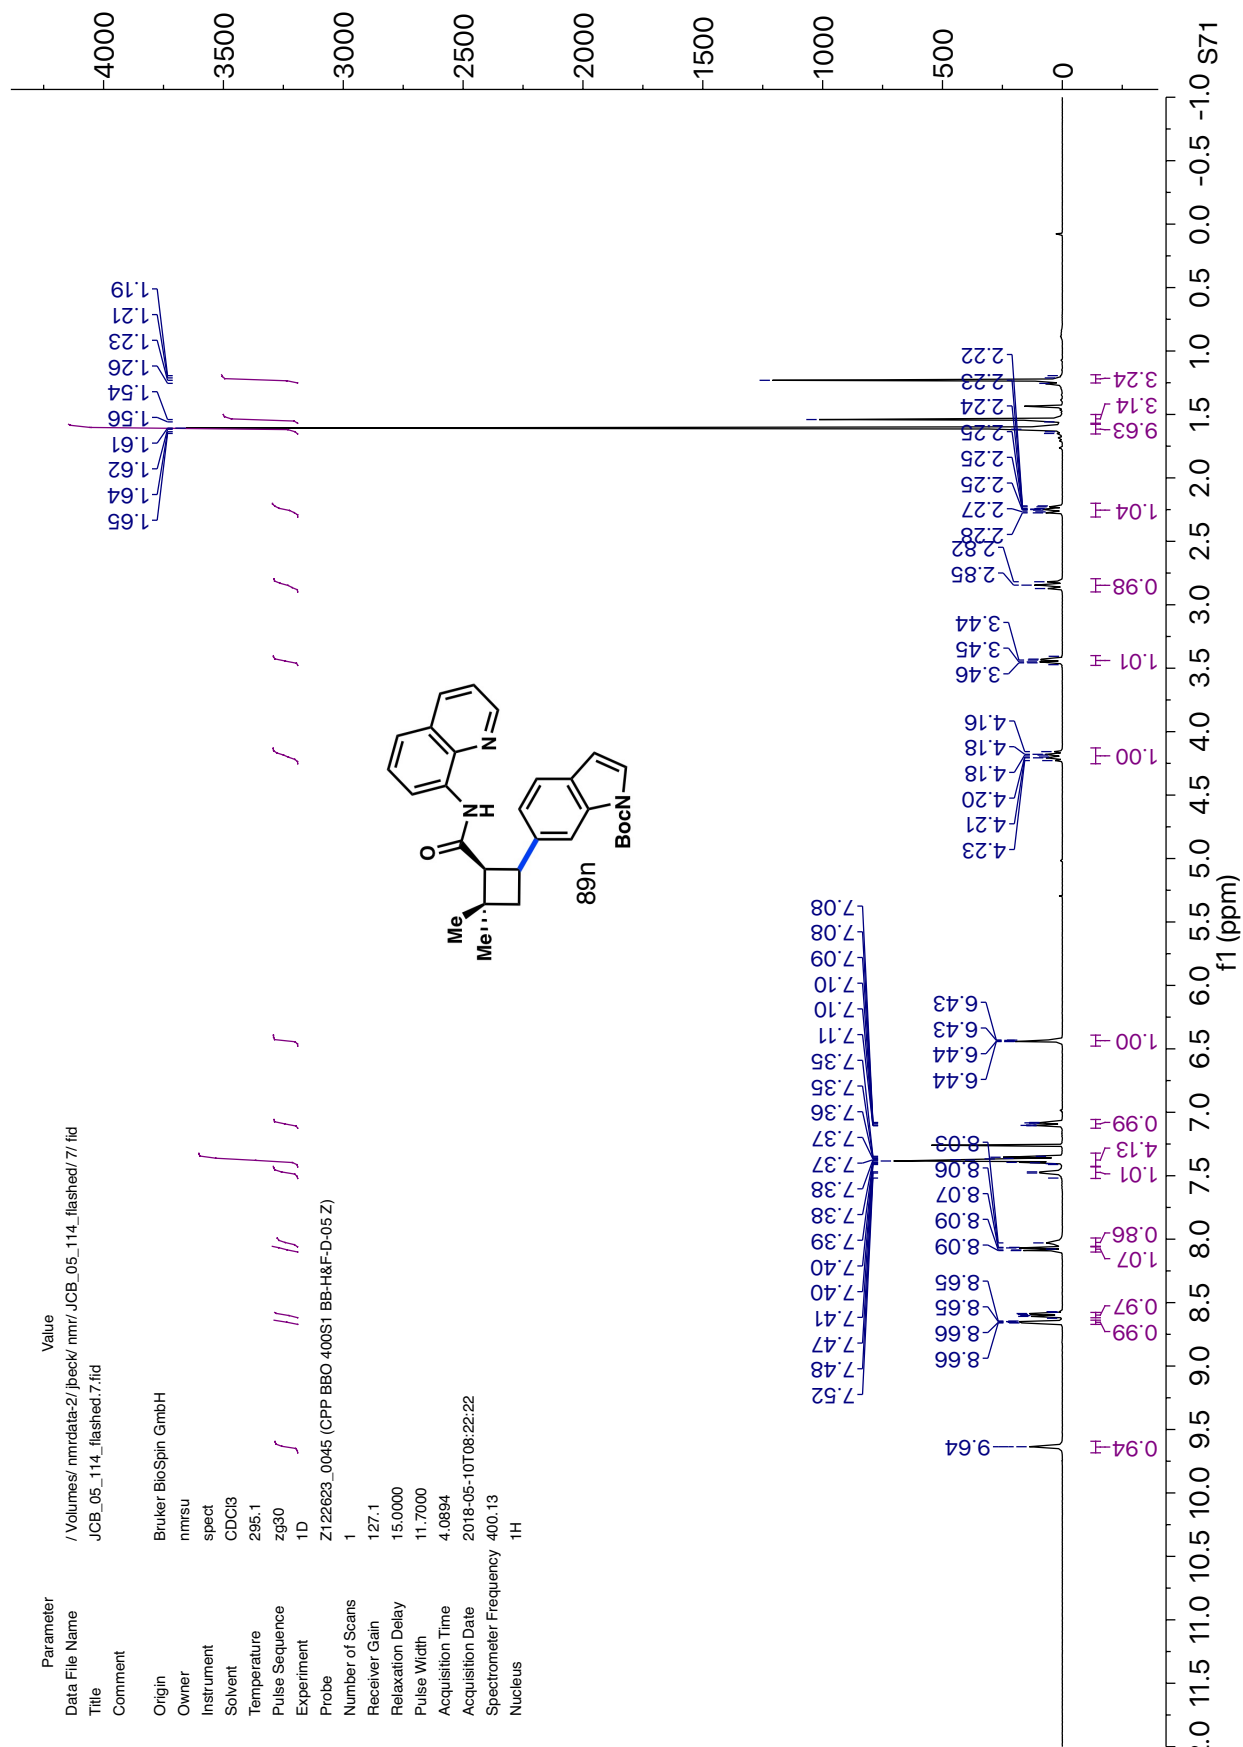 Parameter Value
Data File Name / Volumes/ nmrdata-2/ jbeck/ nmr/ JCB_05_114_flashed/ 7/ fid
Title JCB_05_114_flashed.7.fid
Comment
Origin Bruker BioSpin GmbH
Owner nmrsu
Instrument spect
Solvent CDCl3
Temperature 295.1
Pulse Sequence zg30
Experiment 1D
Probe Z122623_0045 (CPP BBO 400S1 BB-H&F-D-05 Z)
Number of Scans 1
Receiver Gain 127.1
Relaxation Delay 15.0000
Pulse Width 11.7000
Acquisition Time 4.0894
Acquisition Date 2018-05-10T08:22:22
Spectrometer Frequency 400.13
Nucleus 1H
Me
Me
O
N
H
N
BocN
89n
9.64
8.66
8.66
8.65
8.65
8.09
8.09
8.07
8.06
8.03
7.52
7.48
7.47
7.41
7.40
7.40
7.39
7.38
7.38
7.37
7.37
7.36
7.35
7.35
7.11
7.10
7.10
7.09
7.08
7.08
6.44
6.44
6.43
6.43
4.23
4.21
4.20
4.18
4.18
4.16
3.46
3.45
3.44
2.85
2.82
2.28
2.27
2.25
2.25
2.25
2.24
2.23
2.22
1.65
1.64
1.62
1.61
1.56
1.54
1.26
1.23
1.21
1.19
4000
3500
3000
2500
2000
1500
1000
500
0
0.94
0.99
0.97
1.07
0.86
1.01
4.13
0.99
1.00
1.00
1.01
0.98
1.04
9.63
3.14
3.24
2.0 11.5 11.0 10.5 10.0 9.5 9.0 8.5 8.0 7.5 7.0 6.5 6.0 5.5 5.0 4.5 4.0 3.5 3.0 2.5 2.0 1.5 1.0 0.5 0.0 -0.5 -1.0
f1 (ppm)
S71